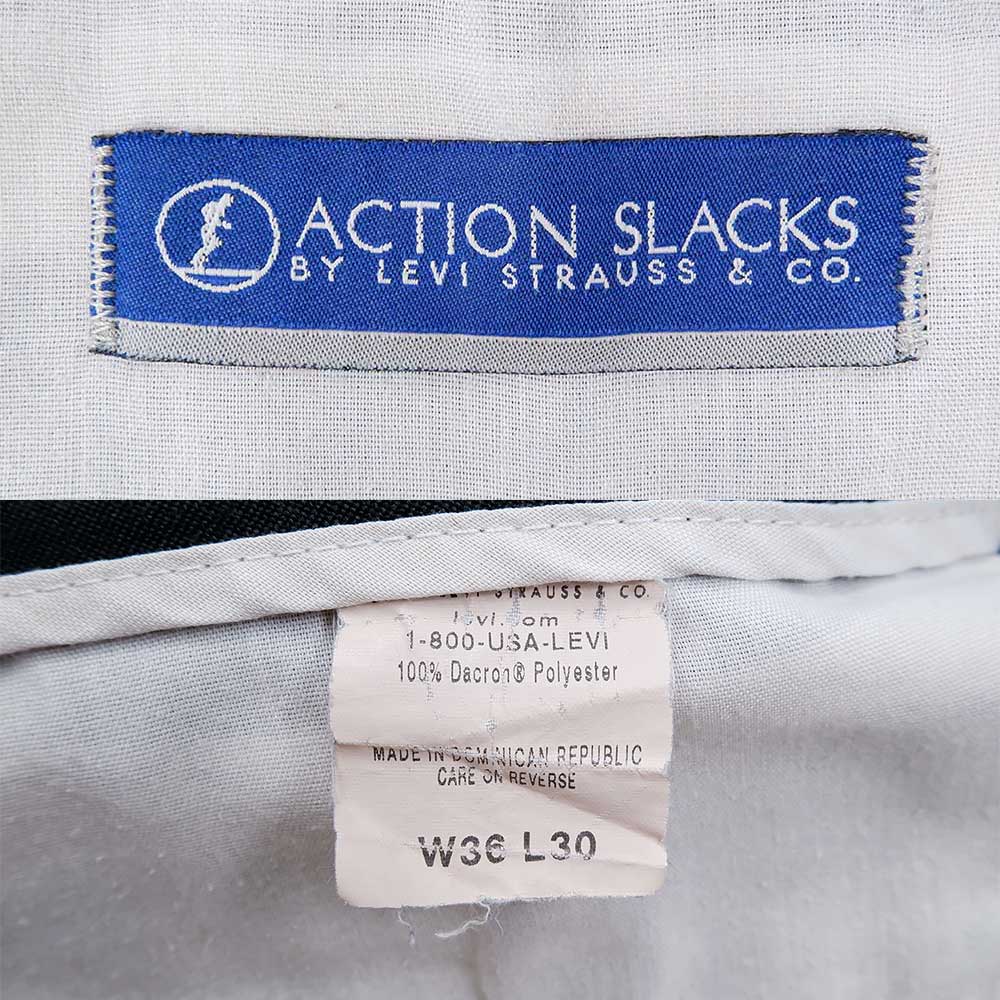 ACTION SLACKS
BY LEVI STRAUSS & CO.
STRAUSS & CO.
levi.com
1-800-USA-LEVI
100% Dacron® Polyester
MADE IN DOMINICAN REPUBLIC
CARE ON REVERSE
W36 L30